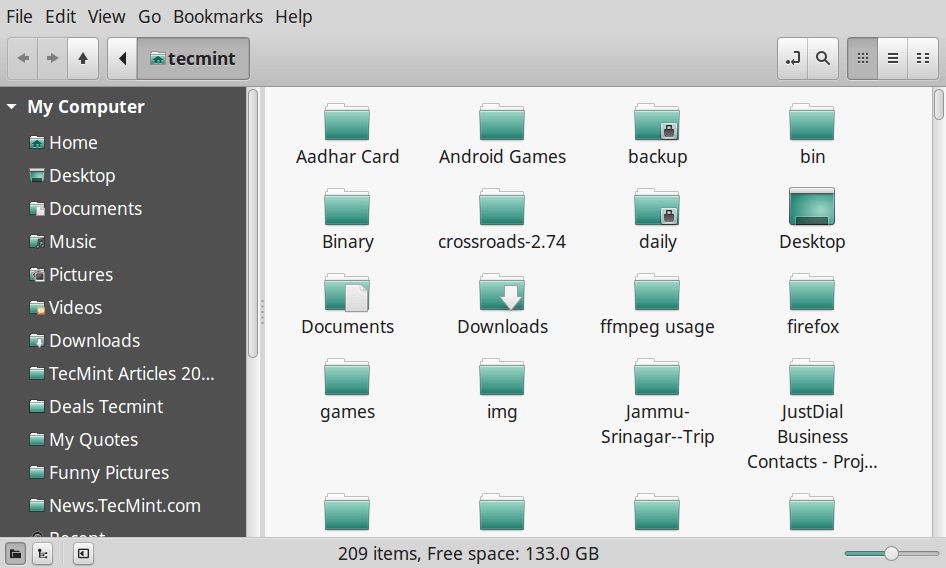 File Edit View Go Bookmarks Help
tecmint
My Computer
Home
Desktop
Documents
Music
Pictures
Videos
Downloads
TecMint Articles 20...
Deals Tecmint
My Quotes
Funny Pictures
News.TecMint.com
Recent
Aadhar Card Android Games backup bin
Binary crossroads-2.74 daily Desktop
Documents Downloads ffmpeg usage firefox
games img Jammu- JustDial
Srinagar--Trip Business
Contacts - Proj...
209 items, Free space: 133.0 GB